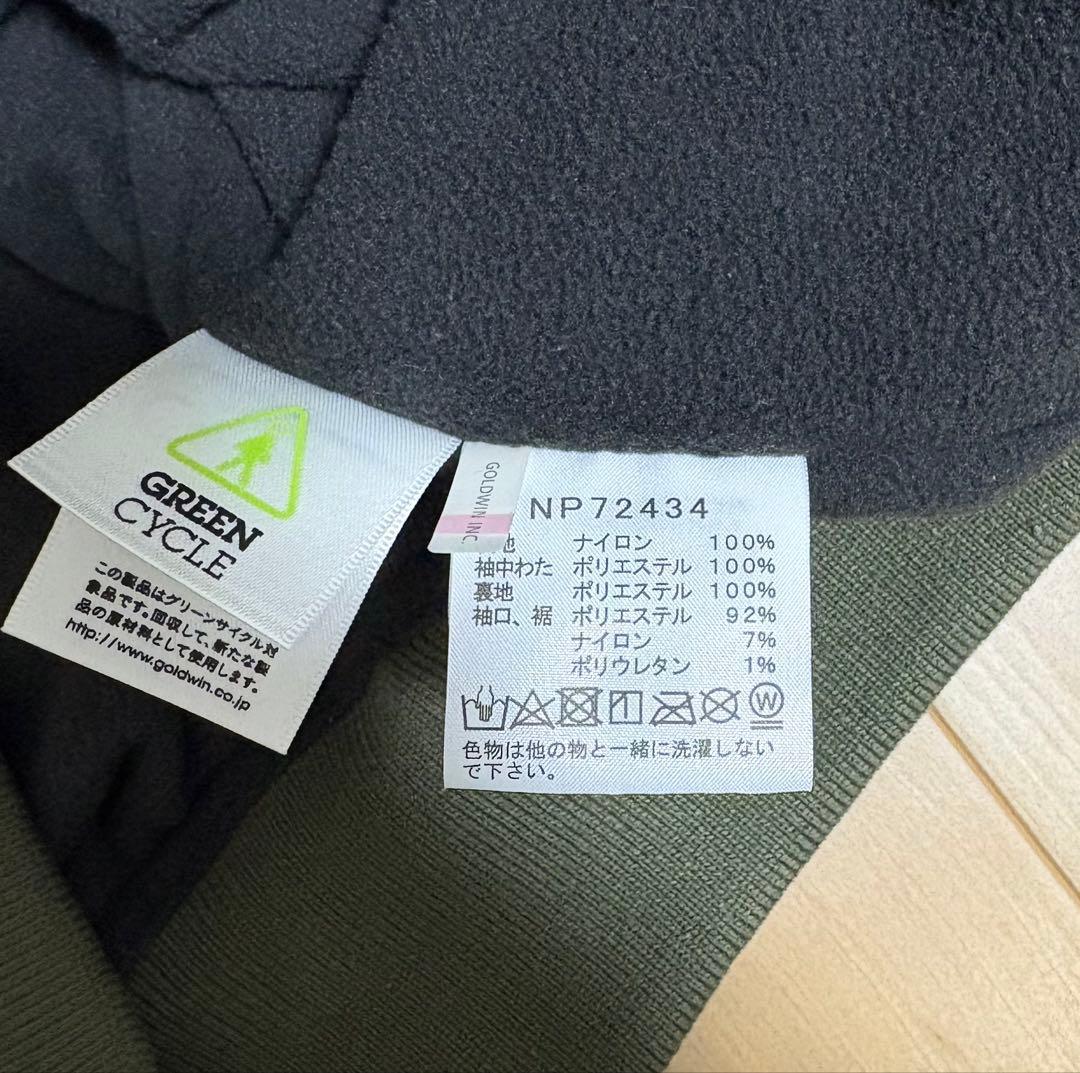 GREEN
CYCLE
この製品はグリーンサイクル対
象品です。回収して、新たな製
品の原材料として使用します。
http://www.goldwin.co.jp
GOLDWIN INC.
NP72434
地 ナイロン 100%
袖中わた ポリエステル 100%
裏地 ポリエステル 100%
袖口、裾 ポリエステル 92%
ナイロン 7%
ポリウレタン 1%
W
色物は他の物と一緒に洗濯しない
で下さい。